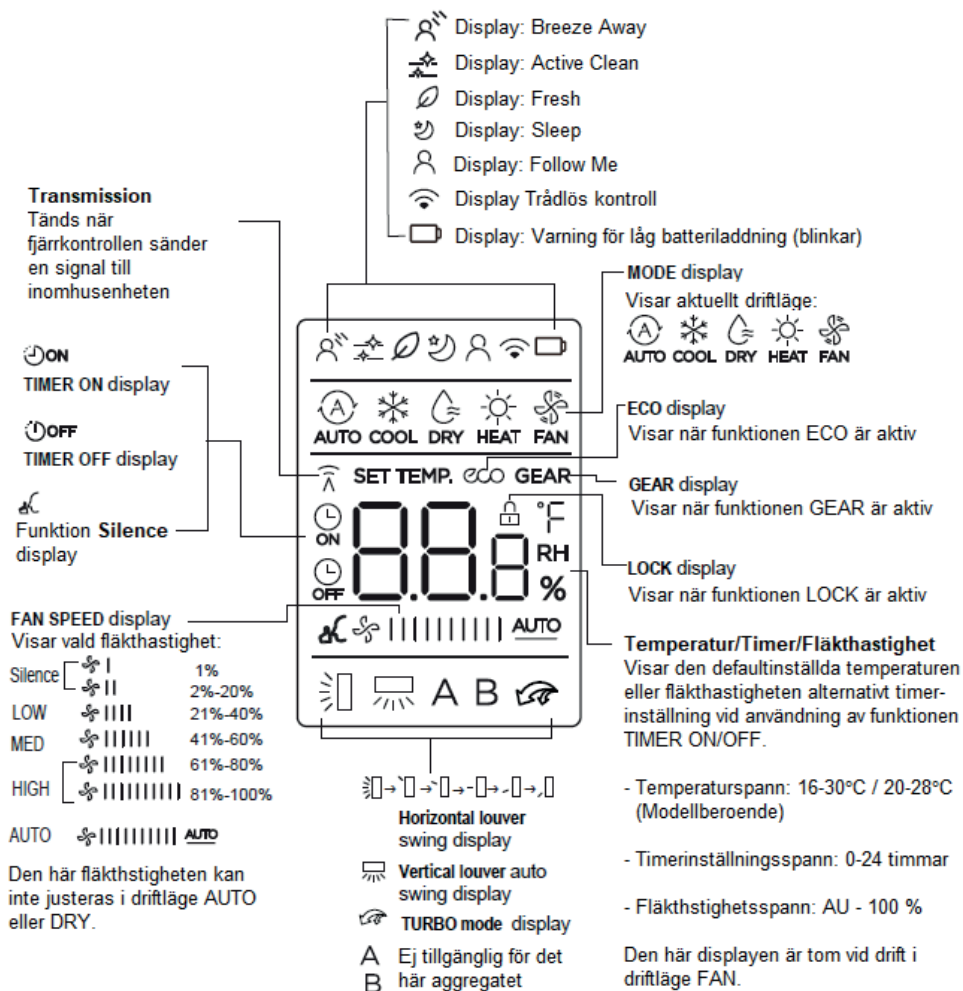 Display: Breeze Away
Display: Active Clean
Display: Fresh
Display: Sleep
Display: Follow Me
Display Trådlös kontroll
Display: Varning för låg batteriladdning (blinkar)
Transmission
Tänds när
fjärrkontrollen sänder
en signal till
inomhusenheten
ON
TIMER ON display
OFF
TIMER OFF display
Funktion Silence
display
FAN SPEED display
Visar vald fläkthastighet:
Silence
1%
2%-20%
LOW 21%-40%
MED 41%-60%
61%-80%
HIGH
81%-100%
AUTO AUTO
Den här fläkthstigheten kan
inte justeras i driftläge AUTO
eller DRY.
A
AUTO COOL DRY HEAT FAN
SET TEMP. eco GEAR
ON
88.8 °F
RH
OFF
%
AUTO
A B
Horizontal louver
swing display
Vertical louver auto
swing display
TURBO mode display
A Ej tillgänglig för det
B här aggregatet
MODE display
Visar aktuellt driftläge:
A
AUTO COOL DRY HEAT FAN
ECO display
Visar när funktionen ECO är aktiv
GEAR display
Visar när funktionen GEAR är aktiv
LOCK display
Visar när funktionen LOCK är aktiv
Temperatur/Timer/Fläkthastighet
Visar den defaultinställda temperaturen
eller fläkthastigheten alternativt timer-
inställning vid användning av funktionen
TIMER ON/OFF.
- Temperaturspann: 16-30°C / 20-28°C
(Modellberoende)
- Timerinställningsspann: 0-24 timmar
- Fläkthstighetsspann: AU - 100 %
Den här displayen är tom vid drift i
driftläge FAN.